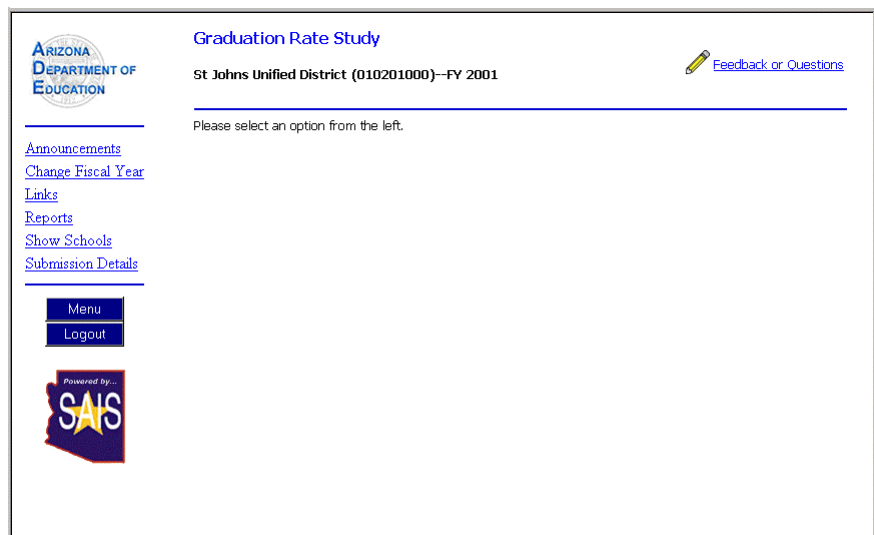 ARIZONA
DEPARTMENT OF
EDUCATION
1912
Graduation Rate Study
St Johns Unified District (010201000)--FY 2001
Feedback or Questions
Please select an option from the left.
Announcements
Change Fiscal Year
Links
Reports
Show Schools
Submission Details
Menu
Logout
Powered by...
SAIS